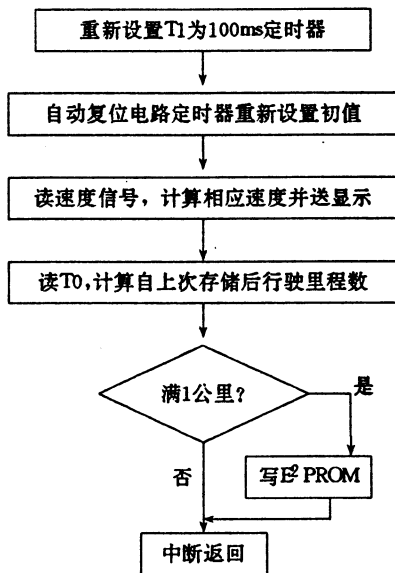 重新设置T1为100ms定时器
自动复位电路定时器重新设置初值
读速度信号，计算相应速度并送显示
读T0,计算自上次存储后行驶里程数
满1公里？
是
否
写E² PROM
中断返回